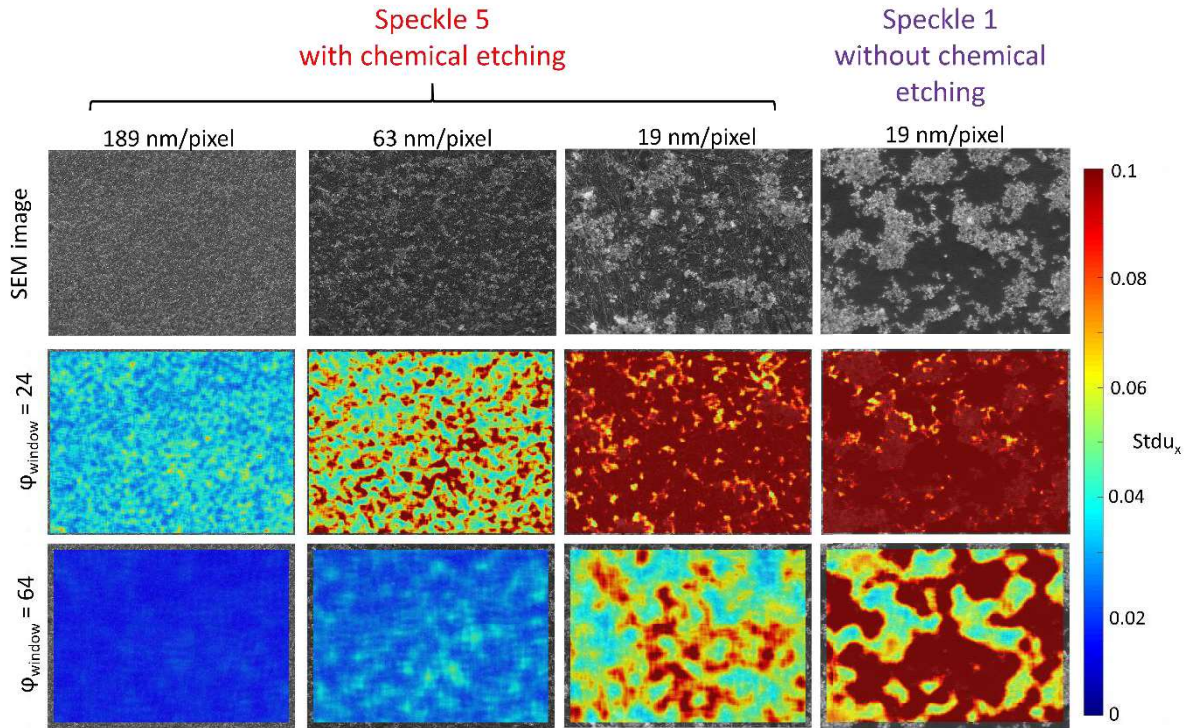 Speckle 5
with chemical etching
Speckle 1
without chemical
etching
189 nm/pixel
63 nm/pixel
19 nm/pixel
19 nm/pixel
SEM image
φwindow = 24
φwindow = 64
0.1
0.08
0.06
Stdux
0.04
0.02
0